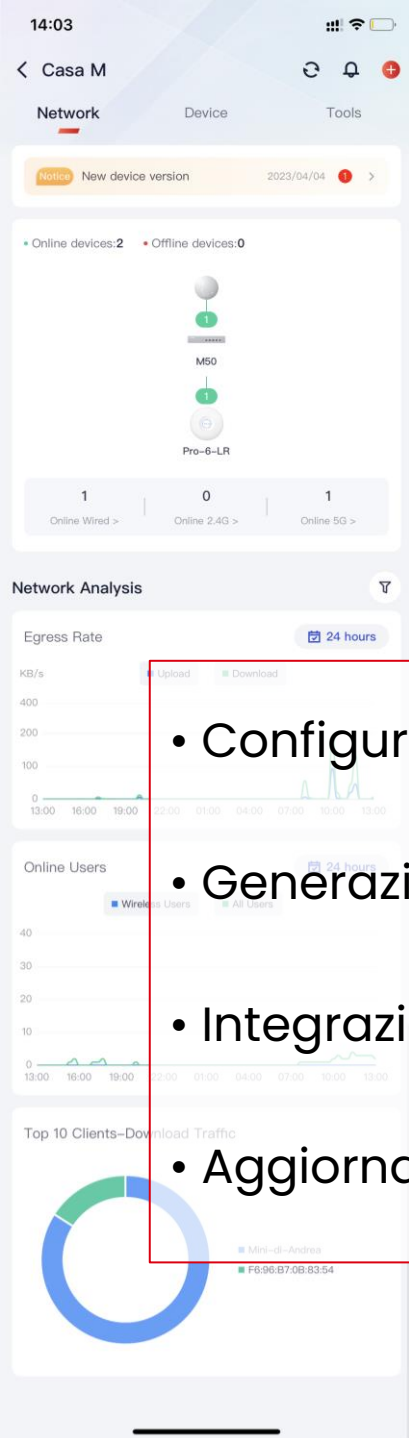 14:03
Casa M
Network Device Tools
Notice New device version 2023/04/04 1 >
Online devices:2 Offline devices:0
1
M50
1
Pro-6-LR
1 0 1
Online Wired > Online 2.4G > Online 5G >
Network Analysis
Egress Rate 24 hours
KB/s Upload Download
400
200
100
0
13:00 16:00 19:00 22:00 01:00 04:00 07:00 10:00 13:00
• Configur
Online Users 24 hours
• Generazi
Wireless Users All Users
40
30
20
10
0
13:00 16:00 19:00 22:00 01:00 04:00 07:00 10:00 13:00
• Integrazi
Top 10 Clients-Download Traffic
• Aggiorna
Mini-di-Andrea
F6:96:B7:0B:83:54